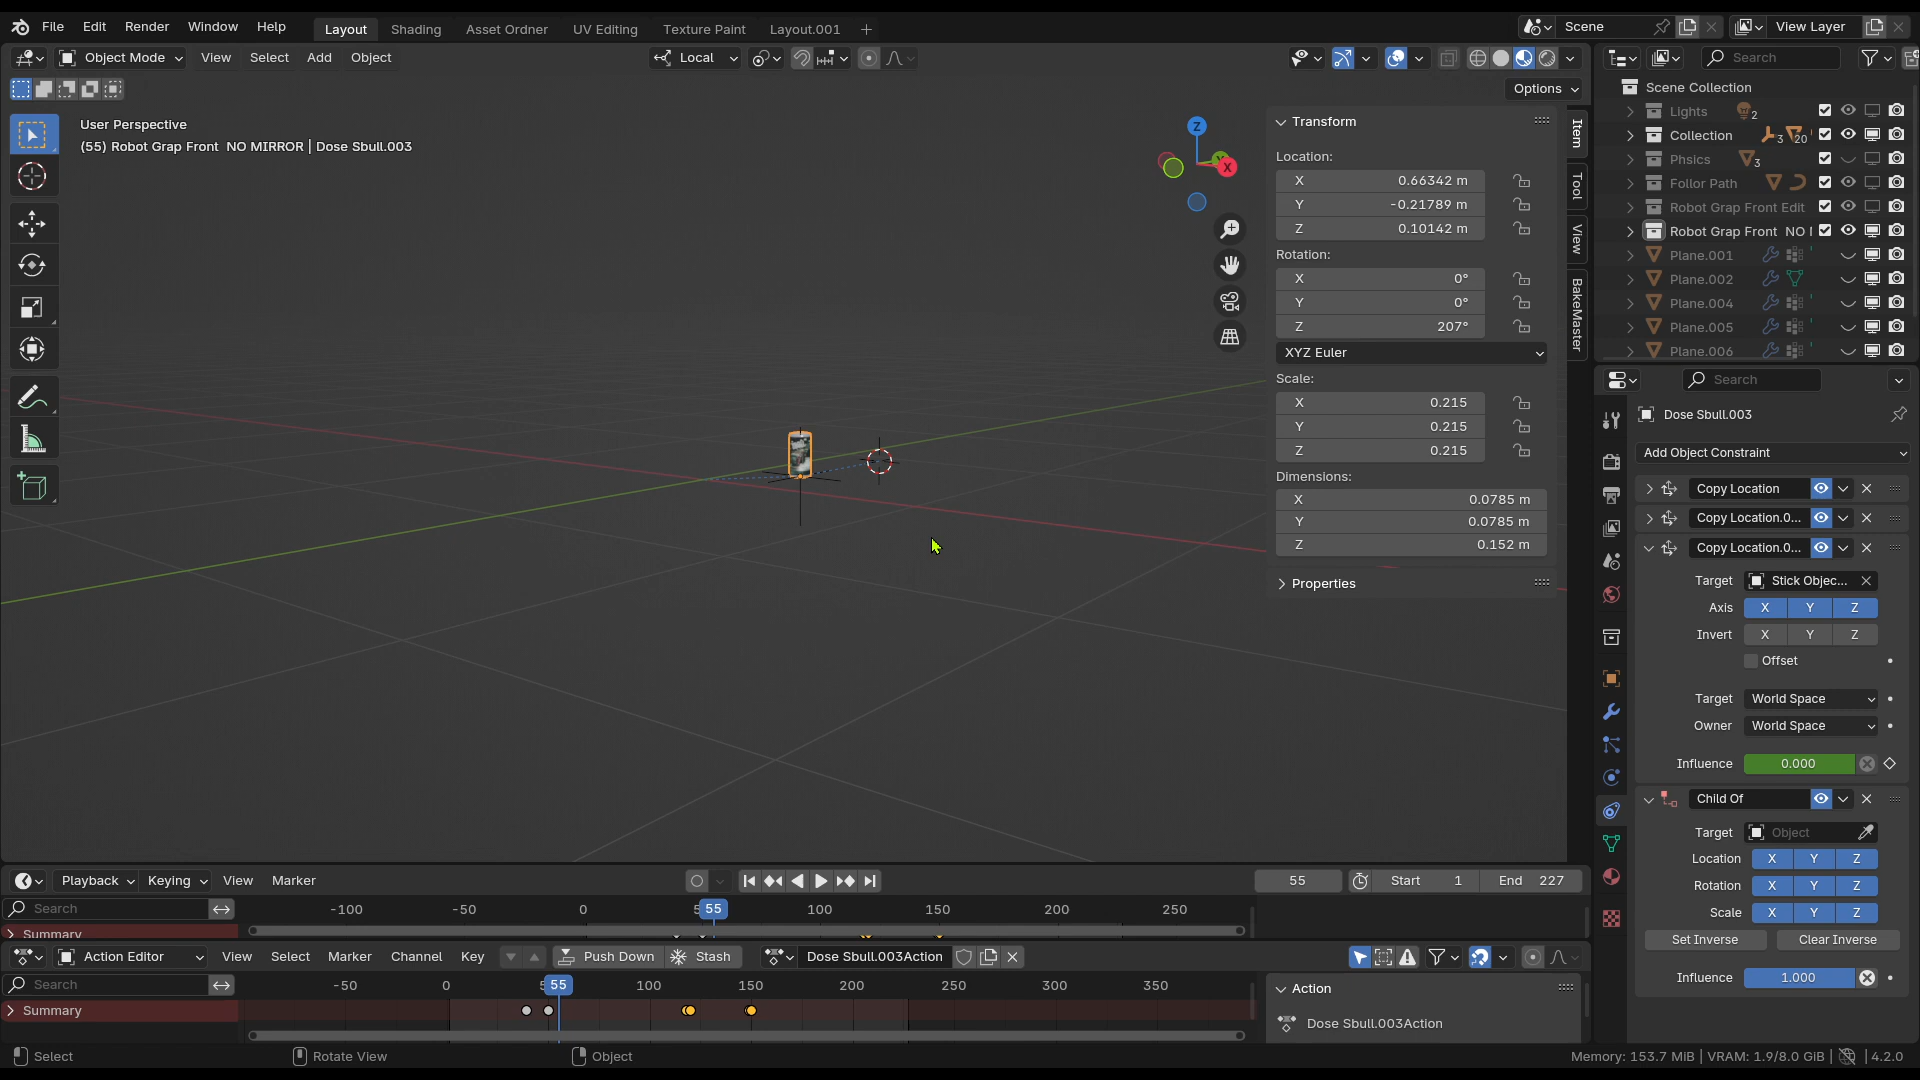 File Edit Render Window Help Layout Shading Asset Ordner UV Editing Texture Paint Layout.001 + Scene View Layer
Object Mode View Select Add Object Local Search
Options
User Perspective
(55) Robot Grap Front NO MIRROR | Dose Sbull.003
Z
X
Transform
Location:
X 0.66342 m
Y -0.21789 m
Z 0.10142 m
Rotation:
X 0°
Y 0°
Z 207°
XYZ Euler
Scale:
X 0.215
Y 0.215
Z 0.215
Dimensions:
X 0.0785 m
Y 0.0785 m
Z 0.152 m
Properties
Item
Tool
View
BakeMaster
Scene Collection
Lights 2
Collection 3 20
Phsics 3
Follor Path
Robot Grap Front Edit
Robot Grap Front NO
Plane.001
Plane.002
Plane.004
Plane.005
Plane.006
Search
Dose Sbull.003
Add Object Constraint
Copy Location
Copy Location.0...
Copy Location.0...
Target Stick Objec...
Axis X Y Z
Invert X Y Z
Offset
Target World Space
Owner World Space
Influence 0.000
Child Of
Target Object
Location X Y Z
Rotation X Y Z
Scale X Y Z
Set Inverse Clear Inverse
Influence 1.000
Playback Keying View Marker 55 Start 1 End 227
Search -100 -50 0 55 100 150 200 250
Summary
Action Editor View Select Marker Channel Key Push Down Stash Dose Sbull.003Action
Search -50 0 55 100 150 200 250 300 350
Summary
Action
Dose Sbull.003Action
Select Rotate View Object Memory: 153.7 MiB | VRAM: 1.9/8.0 GiB | 4.2.0